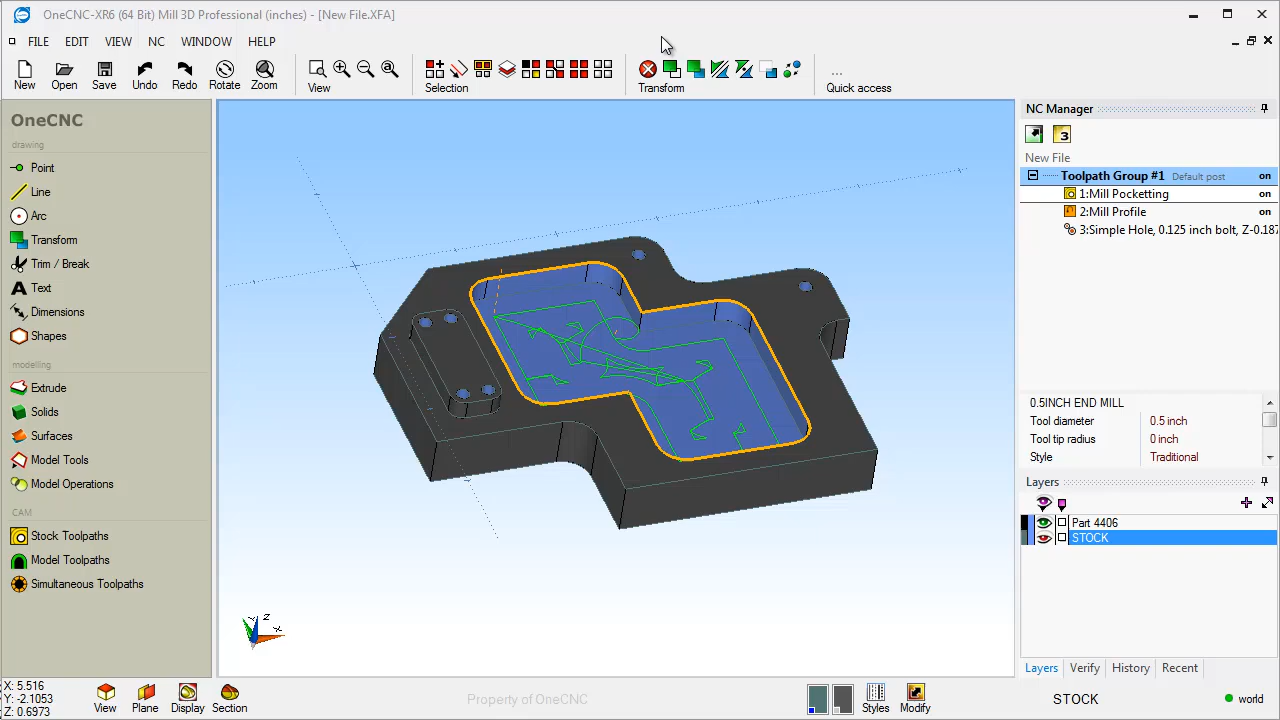 OneCNC-XR6 (64 Bit) Mill 3D Professional (inches) - [New File.XFA]
FILE EDIT VIEW NC WINDOW HELP
New Open Save Undo Redo Rotate Zoom View Selection Transform ... Quick access
OneCNC
drawing
Point
Line
Arc
Transform
Trim / Break
Text
Dimensions
Shapes
modelling
Extrude
Solids
Surfaces
Model Tools
Model Operations
CAM
Stock Toolpaths
Model Toolpaths
Simultaneous Toolpaths
z
x
NC Manager
3
New File
Toolpath Group #1 Default post on
1:Mill Pocketting on
2:Mill Profile on
3:Simple Hole, 0.125 inch bolt, Z-0.187
0.5INCH END MILL
Tool diameter 0.5 inch
Tool tip radius 0 inch
Style Traditional
Layers
Part 4406
STOCK
Layers Verify History Recent
X: 5.516
Y: -2.1053
Z: 0.6973
View Plane Display Section
Property of OneCNC
Styles Modify
STOCK
world